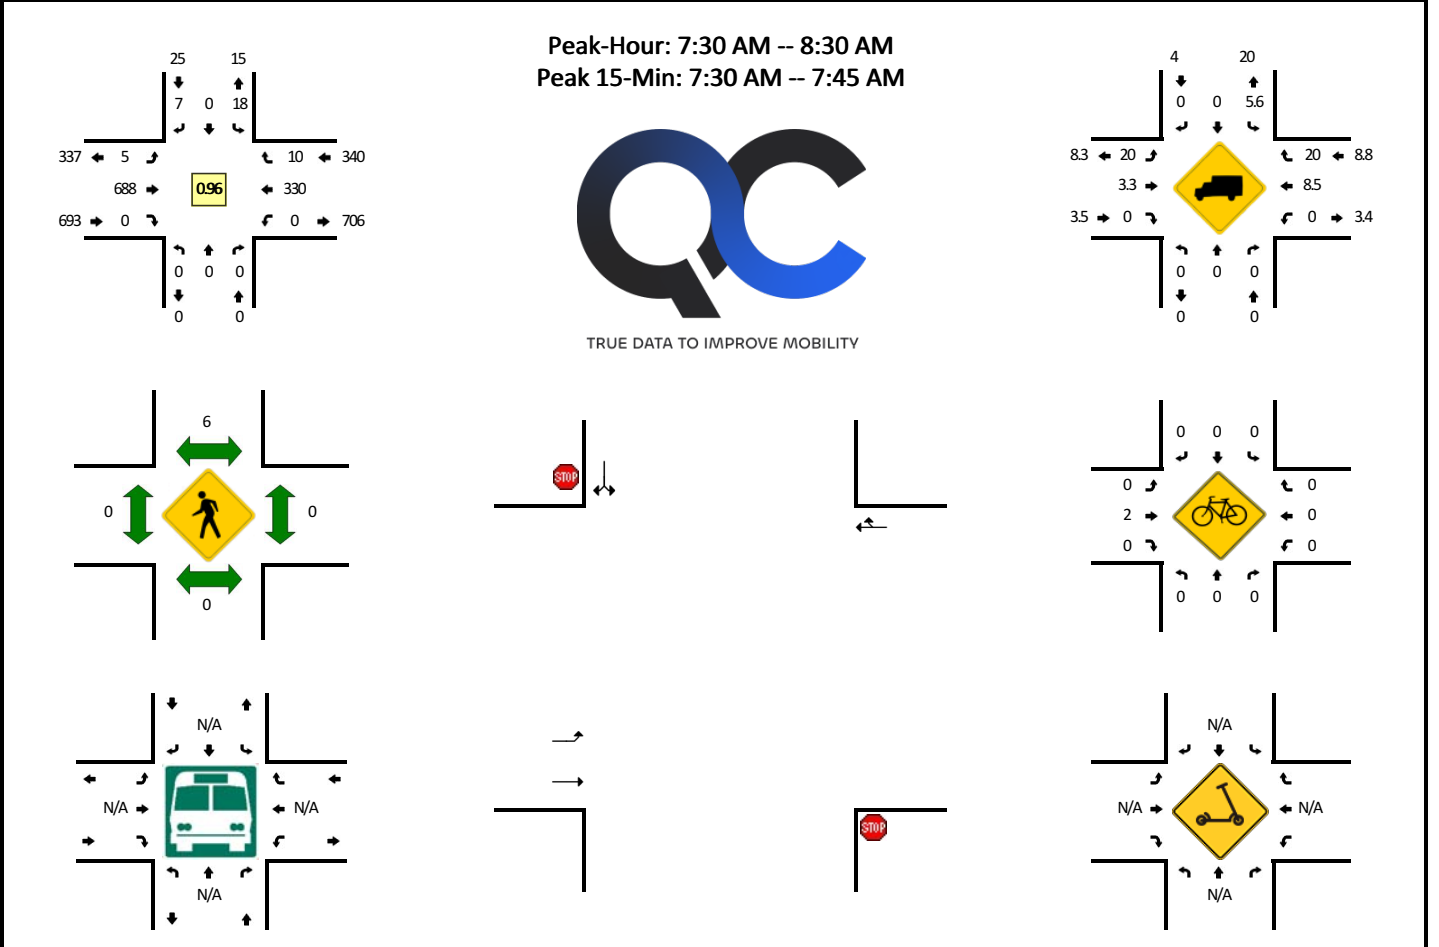 Peak-Hour: 7:30 AM -- 8:30 AM
Peak 15-Min: 7:30 AM -- 7:45 AM
25 15
7 0 18
337 5 10 340
688 0.96 330
693 0 0 706
0 0 0
0 0
QC
TRUE DATA TO IMPROVE MOBILITY
4 20
0 0 5.6
8.3 20 20 8.8
3.3 8.5
3.5 0 0 3.4
0 0 0
0 0
6
0 0
0
STOP
STOP
0 0 0
0 0
2 0
0 0
0 0 0
N/A
N/A N/A
N/A
N/A
N/A N/A
N/A